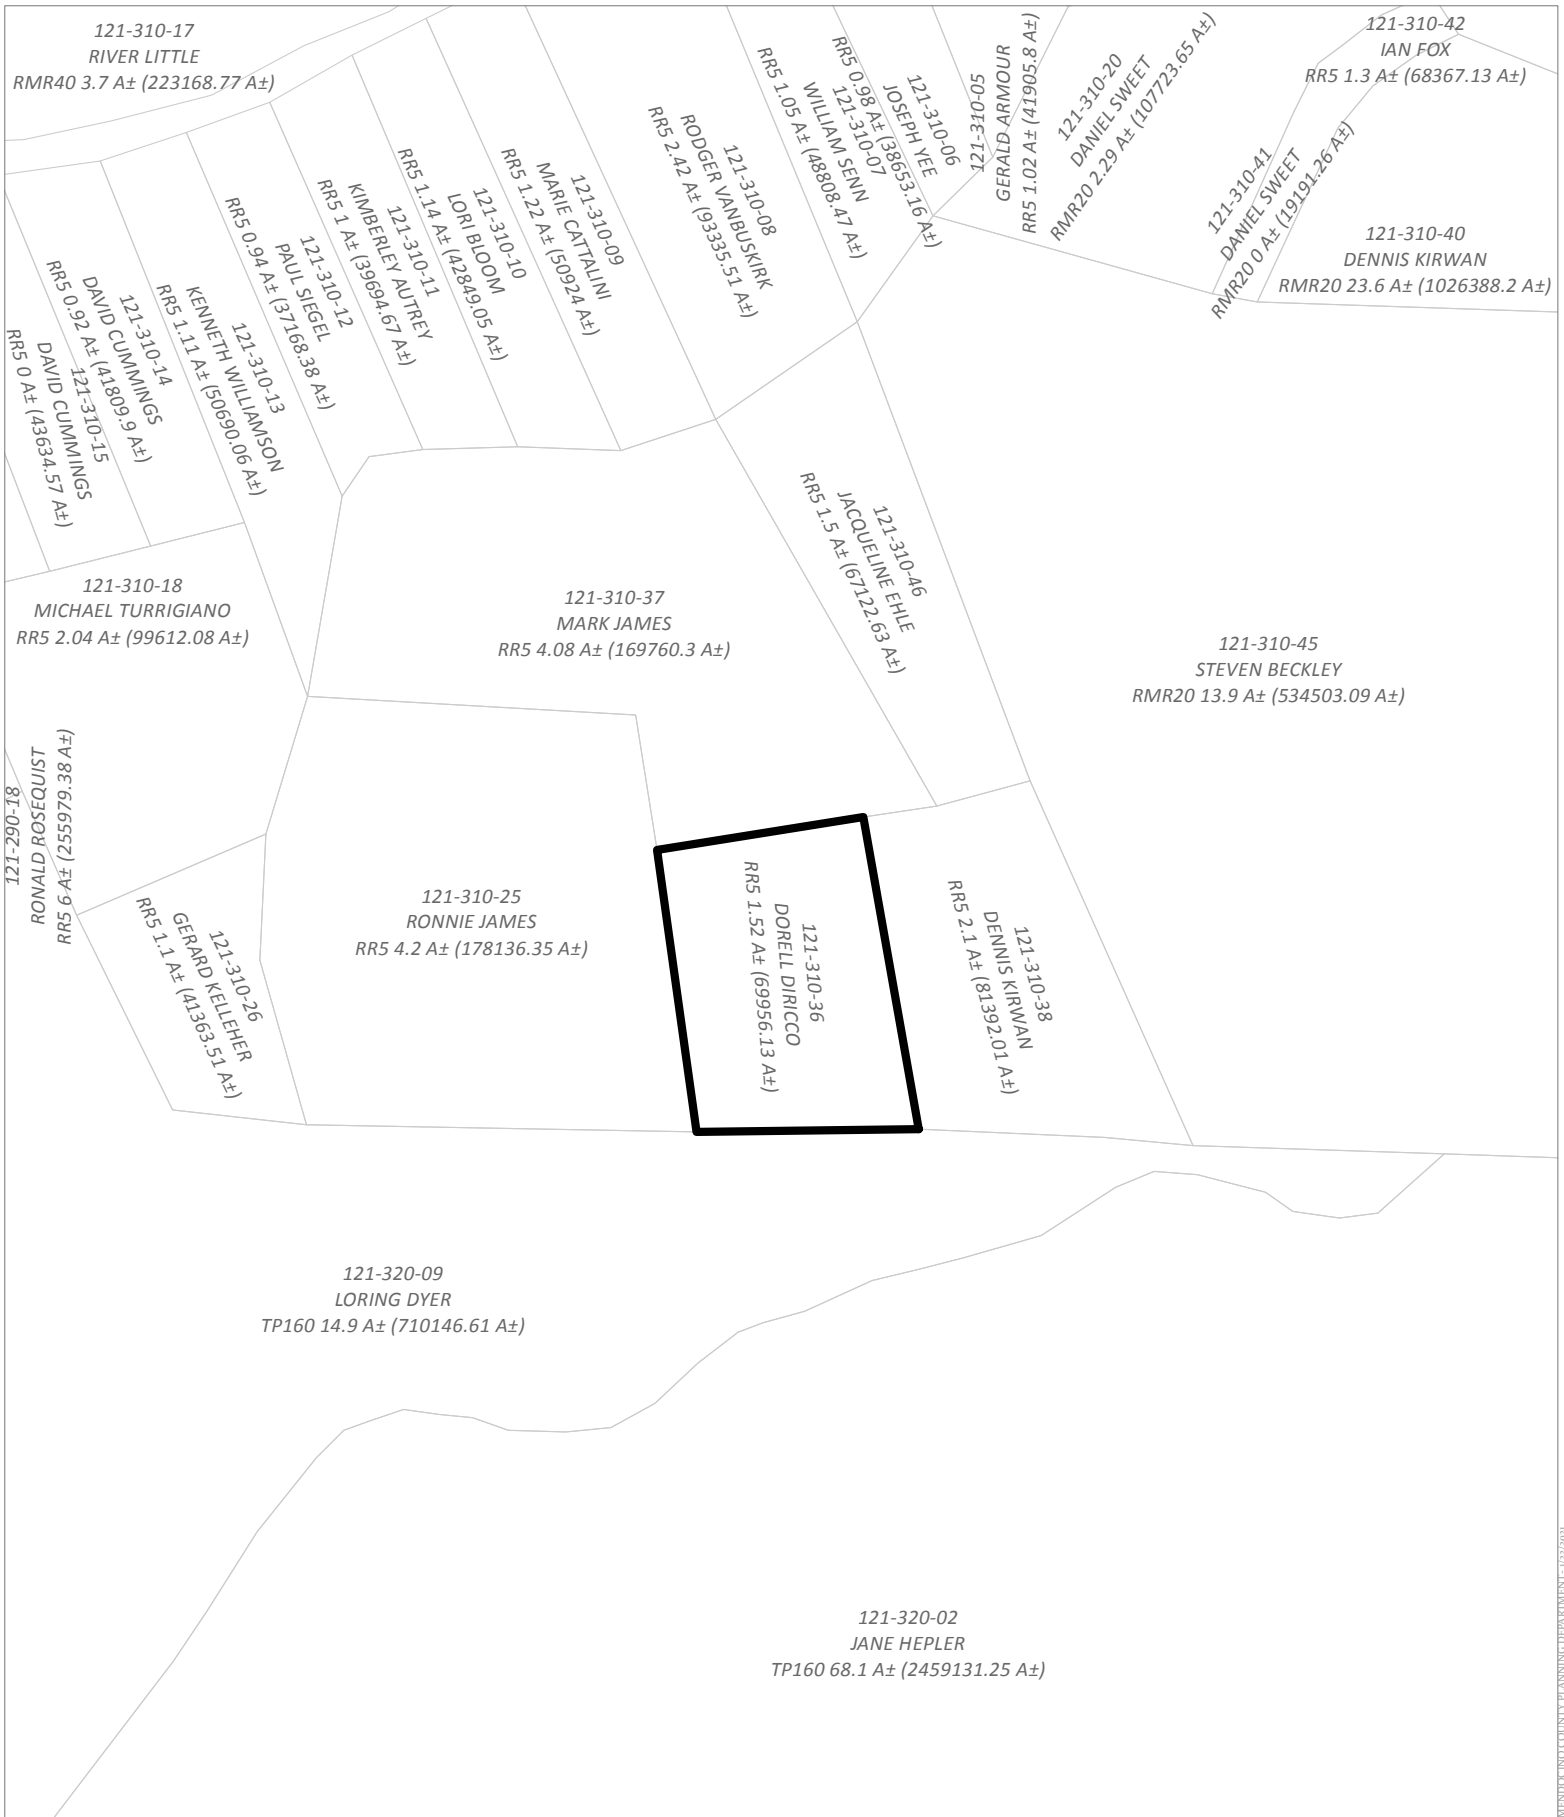 121-310-17
RIVER LITTLE
RMR40 3.7 A± (223168.77 A±)
121-310-42
IAN FOX
RR5 1.3 A± (68367.13 A±)
121-310-05
GERALD ARMOUR
RR5 1.02 A± (41905.8 A±)
121-310-20
DANIEL SWEET
RMR20 2.29 A± (107723.65 A±)
121-310-06
JOSEPH YEE
RR5 0.98 A± (38653.16 A±)
121-310-07
WILLIAM SENN
RR5 1.05 A± (48808.47 A±)
121-310-08
RODGER VANBUSKIRK
RR5 2.42 A± (93335.51 A±)
121-310-09
MARIE CATTALINI
RR5 1.22 A± (50924 A±)
121-310-10
LORI BLOOM
RR5 1.14 A± (42849.05 A±)
121-310-11
KIMBERLEY AUTREY
RR5 1 A± (39694.67 A±)
121-310-12
PAUL SIEGEL
RR5 0.94 A± (37168.38 A±)
121-310-13
KENNETH WILLIAMSON
RR5 1.11 A± (50690.06 A±)
121-310-14
DAVID CUMMINGS
RR5 0.92 A± (41809.9 A±)
121-310-15
DAVID CUMMINGS
RR5 0 A± (43634.57 A±)
121-310-41
DANIEL SWEET
RMR20 0 A± (19191.26 A±)
121-310-40
DENNIS KIRWAN
RMR20 23.6 A± (1026388.2 A±)
121-310-18
MICHAEL TURRIGIANO
RR5 2.04 A± (99612.08 A±)
121-310-37
MARK JAMES
RR5 4.08 A± (169760.3 A±)
121-310-46
JACQUELINE EHLE
RR5 1.5 A± (67122.63 A±)
121-310-45
STEVEN BECKLEY
RMR20 13.9 A± (534503.09 A±)
121-290-18
RONALD ROSEQUIST
RR5 6 A± (255979.38 A±)
121-310-26
GERARD KELLEHER
RR5 1.1 A± (41363.51 A±)
121-310-25
RONNIE JAMES
RR5 4.2 A± (178136.35 A±)
121-310-36
DORELL DIRICCO
RR5 1.52 A± (69956.13 A±)
121-310-38
DENNIS KIRWAN
RR5 2.1 A± (81392.01 A±)
121-320-09
LORING DYER
TP160 14.9 A± (710146.61 A±)
121-320-02
JANE HEPLER
TP160 68.1 A± (2459131.25 A±)
MENDOCINO COUNTY PLANNING DEPARTMENT - 1/22/2021